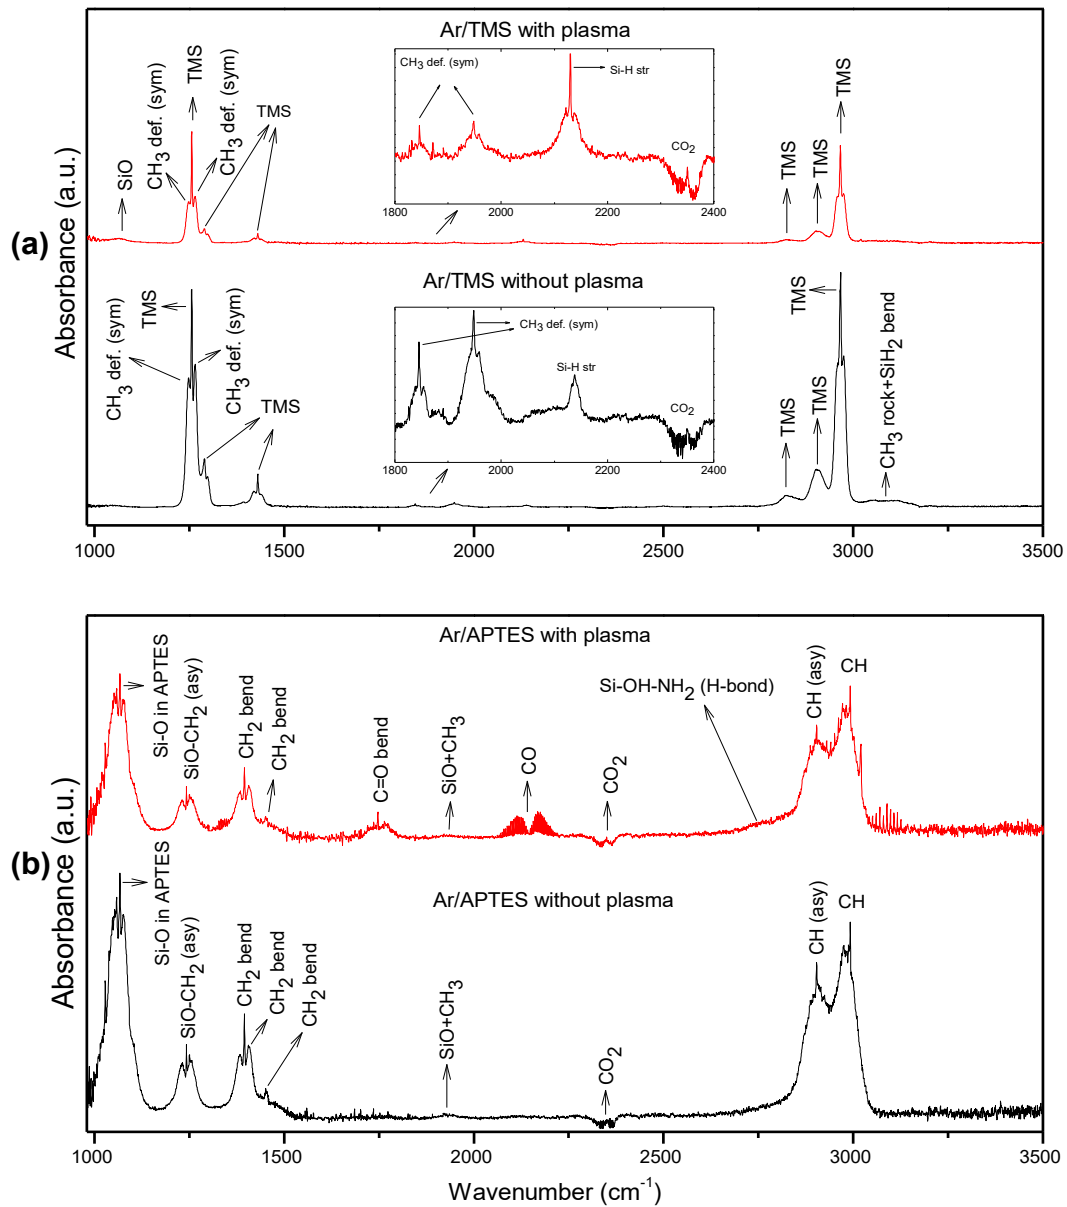 (a)
Absorbance (a.u.)
Ar/TMS with plasma
SiO
CH3 def. (sym)
TMS
CH3 def. (sym)
TMS
CH3 def. (sym)
Si-H str
CO2
1800 2000 2200 2400
TMS
TMS
TMS
Ar/TMS without plasma
CH3 def. (sym)
TMS
CH3 def. (sym)
TMS
CH3 def. (sym)
Si-H str
CO2
1800 2000 2200 2400
TMS
TMS
TMS
CH3 rock+SiH2 bend
1000 1500 2000 2500 3000 3500
(b)
Absorbance (a.u.)
Ar/APTES with plasma
Si-O in APTES
SiO-CH2 (asy)
CH2 bend
CH2 bend
C=O bend
SiO+CH3
CO
CO2
Si-OH-NH2 (H-bond)
CH (asy)
CH
Ar/APTES without plasma
Si-O in APTES
SiO-CH2 (asy)
CH2 bend
CH2 bend
CH2 bend
SiO+CH3
CO2
CH (asy)
CH
1000 1500 2000 2500 3000 3500
Wavenumber (cm-1)